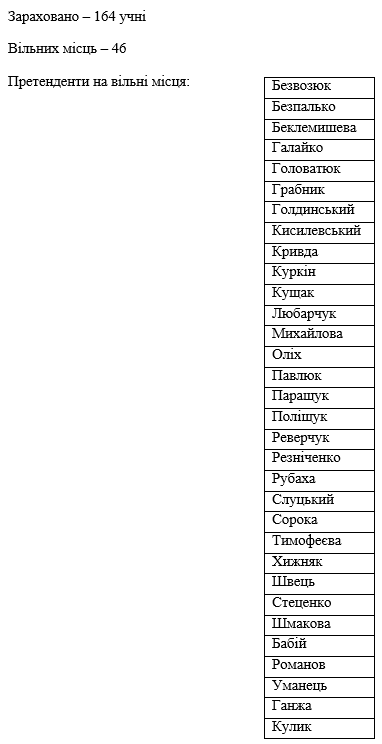 Зараховано – 164 учні
Вільних місць – 46
Претенденти на вільні місця:
Безвозюк
Безпалько
Беклемишева
Галайко
Головатюк
Грабник
Голдинський
Кисилевський
Кривда
Куркін
Кущак
Любарчук
Михайлова
Оліх
Павлюк
Паращук
Поліщук
Реверчук
Резніченко
Рубаха
Слуцький
Сорока
Тимофеєва
Хижняк
Швець
Стеценко
Шмакова
Бабій
Романов
Уманець
Ганжа
Кулик